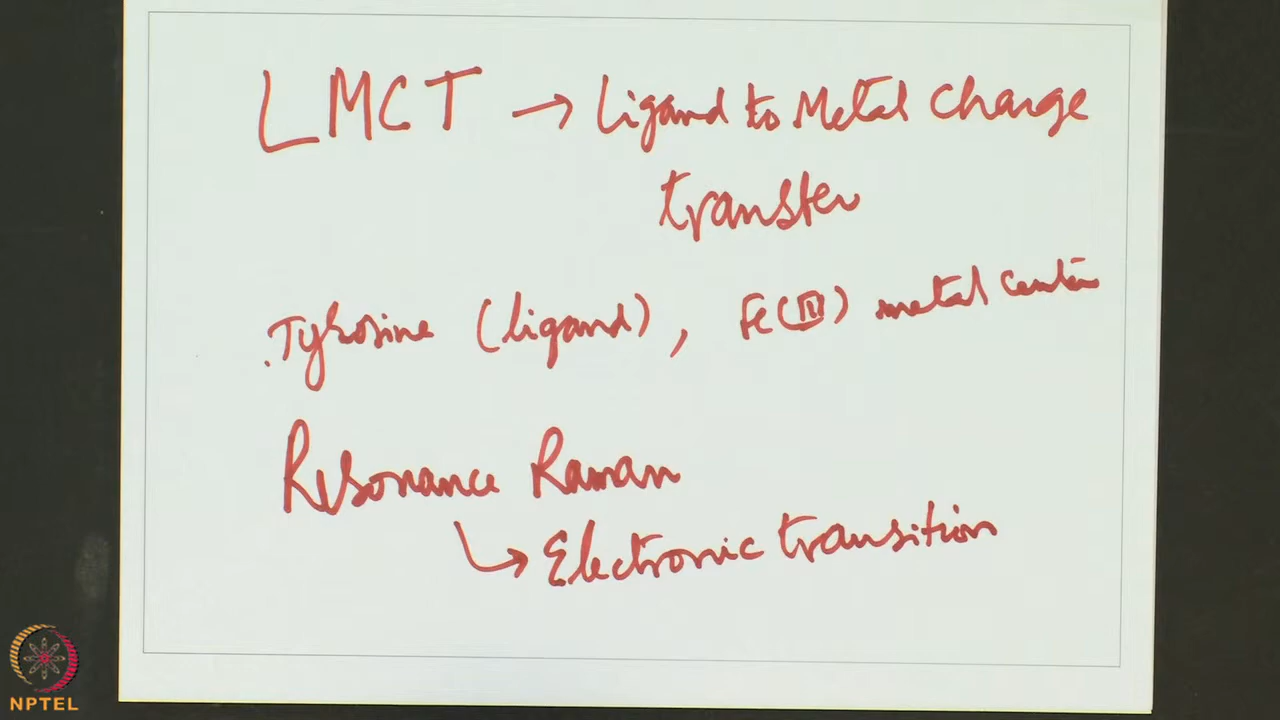 LMCT → Ligand to Metal Charge
transfer
Tyrosine (ligand), Fe(III) metal center
Resonance Raman
↳ Electronic transition
NPTEL